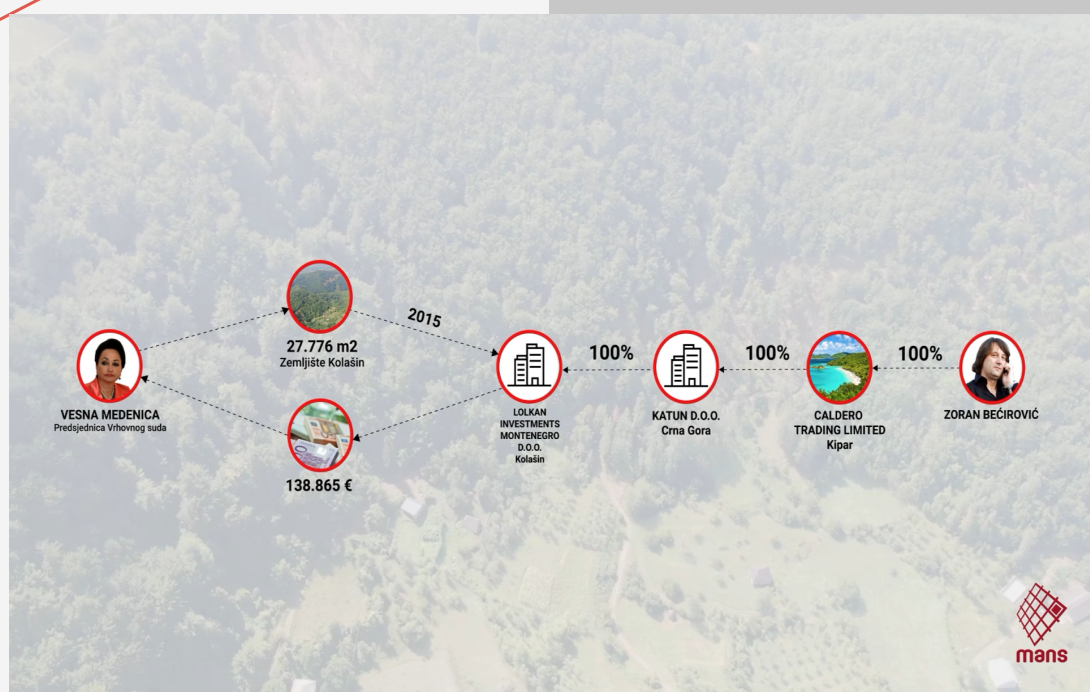 2015
27.776 m2
Zemljište Kolašin
VESNA MEDENICA
Predsjednica Vrhovnog suda
138.865 €
LOLKAN
INVESTMENTS
MONTENEGRO
D.O.O.
Kolašin
100%
KATUN D.O.O.
Crna Gora
100%
CALDERO
TRADING LIMITED
Kipar
100%
ZORAN BEĆIROVIĆ
mans